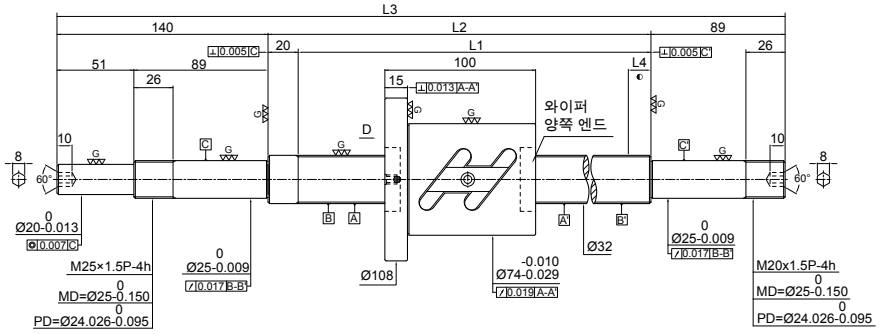 L3
140
L2
89
⊥ 0.005 C
20
L1
⊥ 0.005 C'
51
89
100
L4
26
26
15
⊥ 0.013 A-A'
와이퍼
양쪽 엔드
G
G
G
G
G
G
G
G
D
C
C'
8
10
60°
10
60°
8
B
A
A'
B'
0
Ø20-0.013
◎ 0.007 C
0
Ø25-0.009
/ 0.017 B-B'
M25×1.5P-4h
0
MD=Ø25-0.150
0
PD=Ø24.026-0.095
Ø108
-0.010
Ø74-0.029
/ 0.019 A-A'
Ø32
0
Ø25-0.009
/ 0.017 B-B'
M20x1.5P-4h
0
MD=Ø25-0.150
0
PD=Ø24.026-0.095